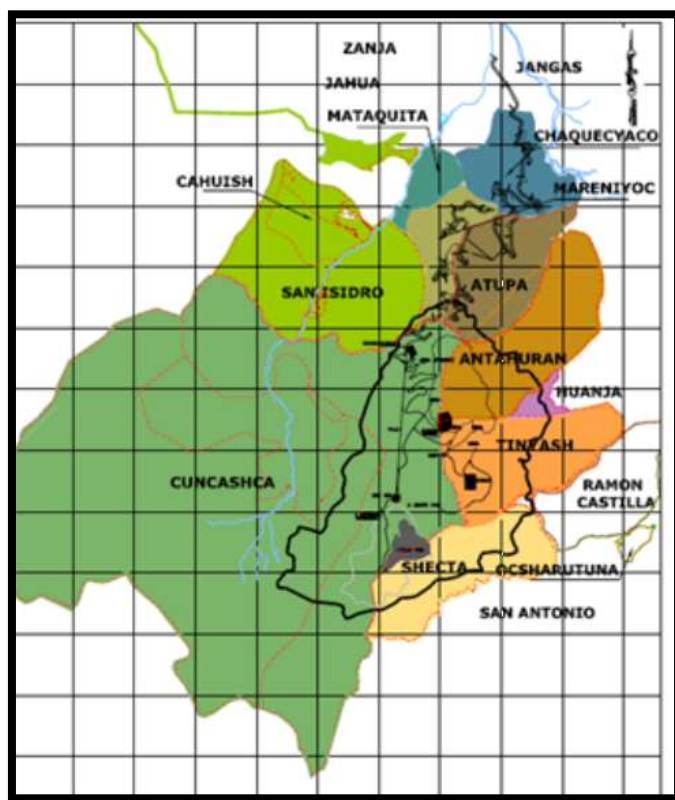 ZANJA
JANGAS
JAHUA
MATAQUITA
CHAQUECYACO
CAHUISH
MARENIYOC
SAN ISIDRO
ATUPA
ANTAHURAN
HUANJA
TINYASH
CUNCASHCA
RAMON
CASTILLA
SHECTA
OCSHARUTUNA
SAN ANTONIO